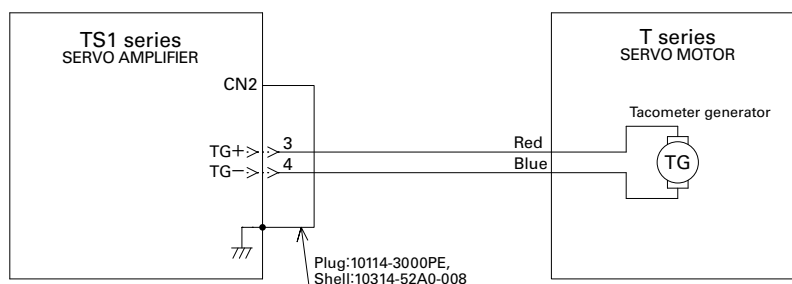 TS1 series
SERVO AMPLIFIER
T series
SERVO MOTOR
CN2
Tacometer generator
TG+ 3 Red
TG− 4 Blue
TG
Plug:10114-3000PE,
Shell:10314-52A0-008